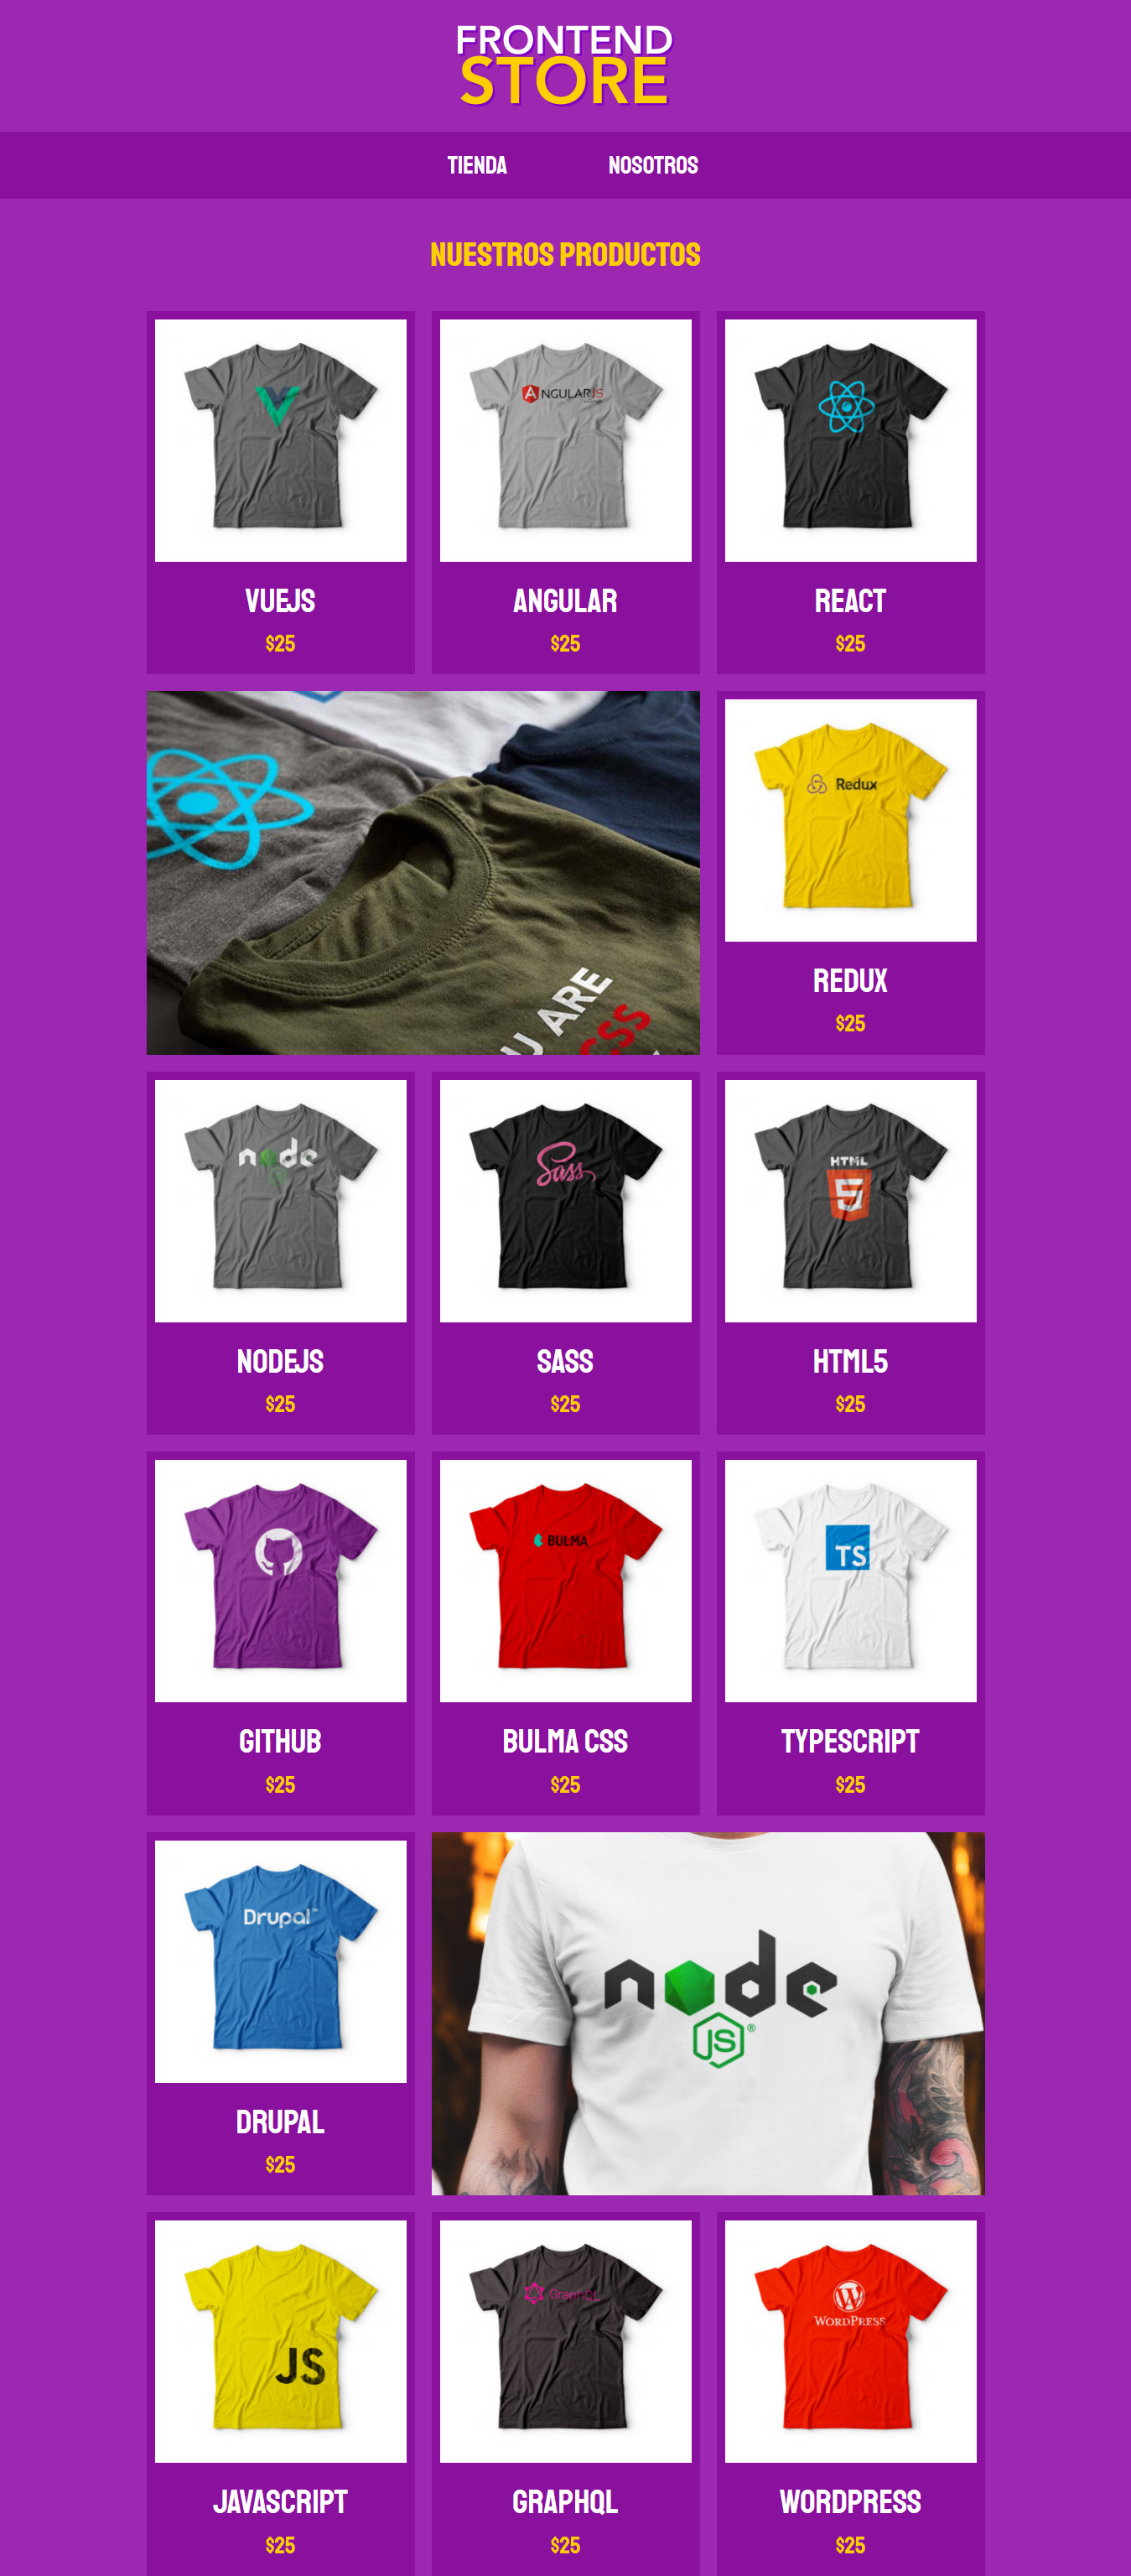 FRONTEND
STORE
TIENDA NOSOTROS
NUESTROS PRODUCTOS
ANGULARJS
VUEJS
$25
ANGULAR
$25
REACT
$25
ARE
CSS
Redux
REDUX
$25
node
Sass
HTML
5
NODEJS
$25
SASS
$25
HTML5
$25
BULMA
TS
GITHUB
$25
BULMA CSS
$25
TYPESCRIPT
$25
Drupal™
DRUPAL
$25
node
JS®
JS
GraphQL
WORDPRESS
JAVASCRIPT
$25
GRAPHQL
$25
WORDPRESS
$25